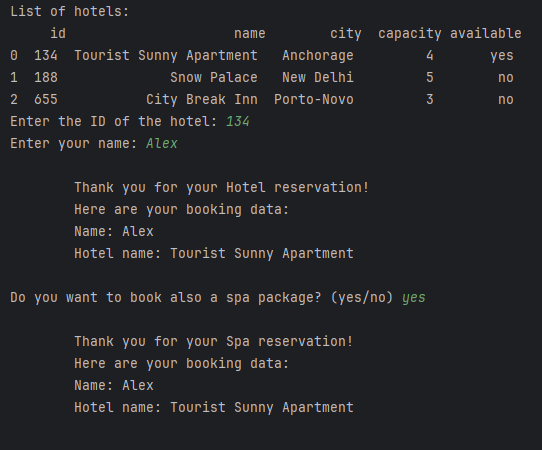 List of hotels:
     id                     name        city  capacity available
0  134  Tourist Sunny Apartment   Anchorage         4       yes
1  188              Snow Palace   New Delhi         5        no
2  655           City Break Inn  Porto-Novo         3        no
Enter the ID of the hotel: 134
Enter your name: Alex
        Thank you for your Hotel reservation!
        Here are your booking data:
        Name: Alex
        Hotel name: Tourist Sunny Apartment
Do you want to book also a spa package? (yes/no) yes
        Thank you for your Spa reservation!
        Here are your booking data:
        Name: Alex
        Hotel name: Tourist Sunny Apartment